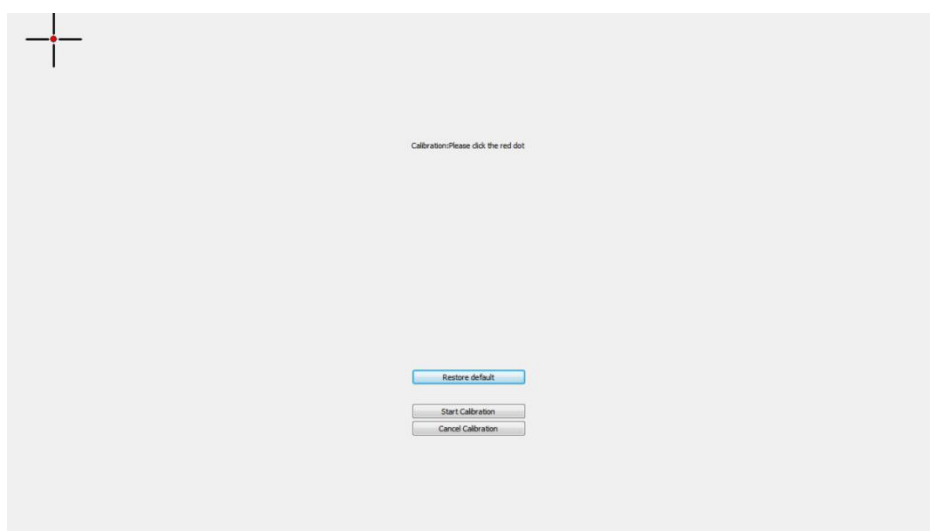 Calibration:Please click the red dot
Restore default
Start Calibration
Cancel Calibration